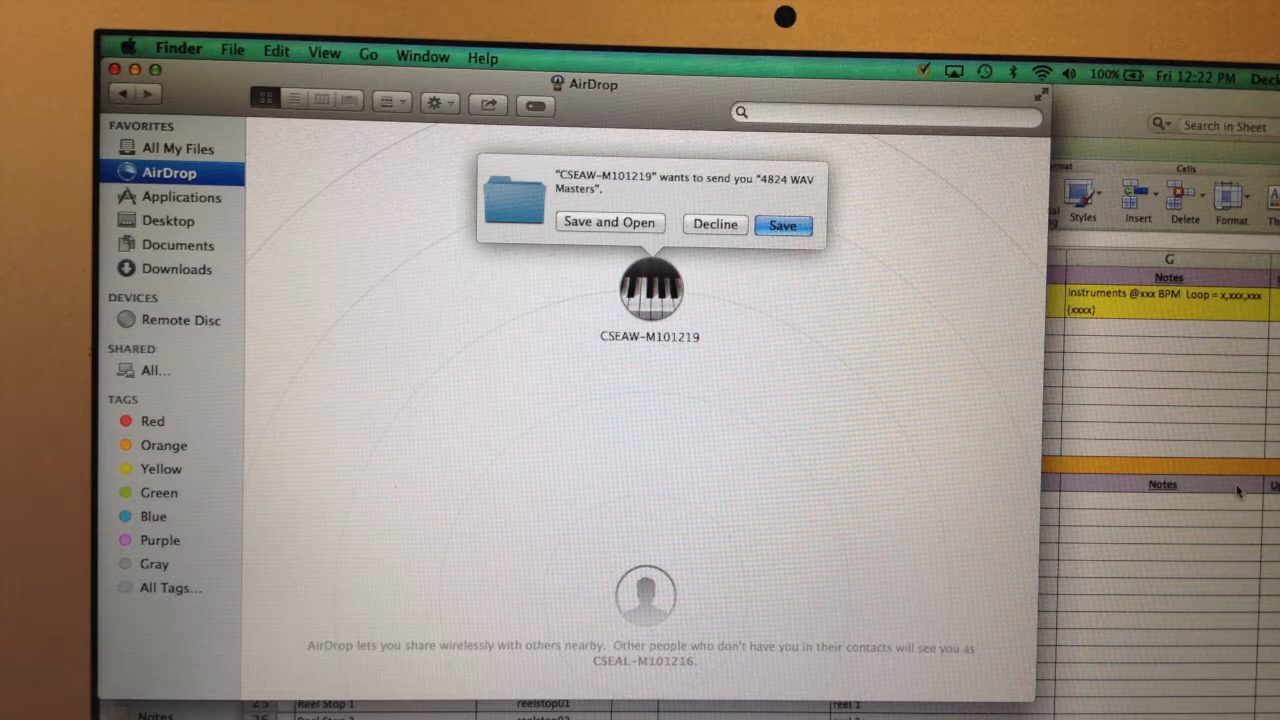 Finder File Edit View Go Window Help
100% Fri 12:22 PM
AirDrop
Search in Sheet
FAVORITES
All My Files
AirDrop
Applications
Desktop
Documents
Downloads
DEVICES
Remote Disc
SHARED
All...
TAGS
Red
Orange
Yellow
Green
Blue
Purple
Gray
All Tags...
"CSEAW-M101219" wants to send you "4824 WAV
Masters".
Save and Open Decline Save
CSEAW-M101219
AirDrop lets you share wirelessly with others nearby. Other people who don't have you in their contacts will see you as
CSEAL-M101216.
Cells
Styles Insert Delete Format
G
Notes
instruments @xxx BPM Loop = x,xxx,xxx
(xxxx)
Notes
25 Reel Stop 1 reelstop01 reel 1
Notes